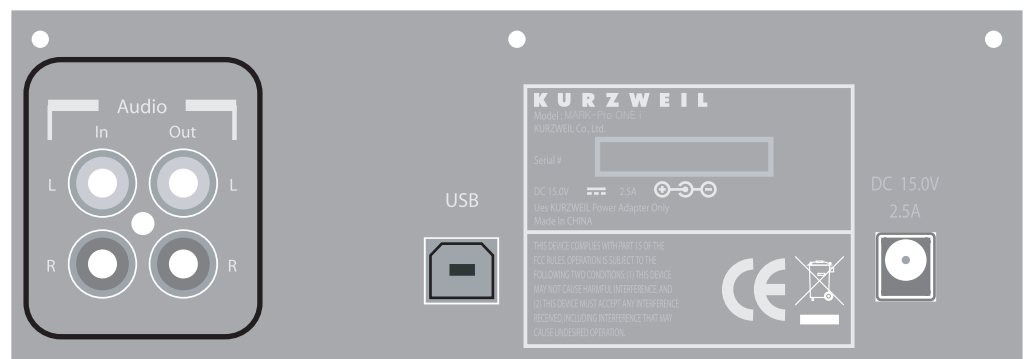 Audio
In Out
L L
R R
USB
KURZWEIL
Model : MARK-Pro ONE i
KURZWEIL Co., Ltd.
Serial #
DC 15.0V 2.5A
Ues KURZWEIL Power Adapter Only
Made In CHINA
THIS DEVICE COMPLIES WITH PART 15 OF THE
FCC RULES. OPERATION IS SUBJECT TO THE
FOLLOWING TWO CONDITIONS: (1) THIS DEVICE
MAY NOT CAUSE HARMFUL INTERFERENCE, AND
(2) THIS DEVICE MUST ACCEPT ANY INTERFERENCE
RECEIVED, INCLUDING INTERFERENCE THAT MAY
CAUSE UNDESIRED OPERATION.
CE
DC 15.0V
2.5A